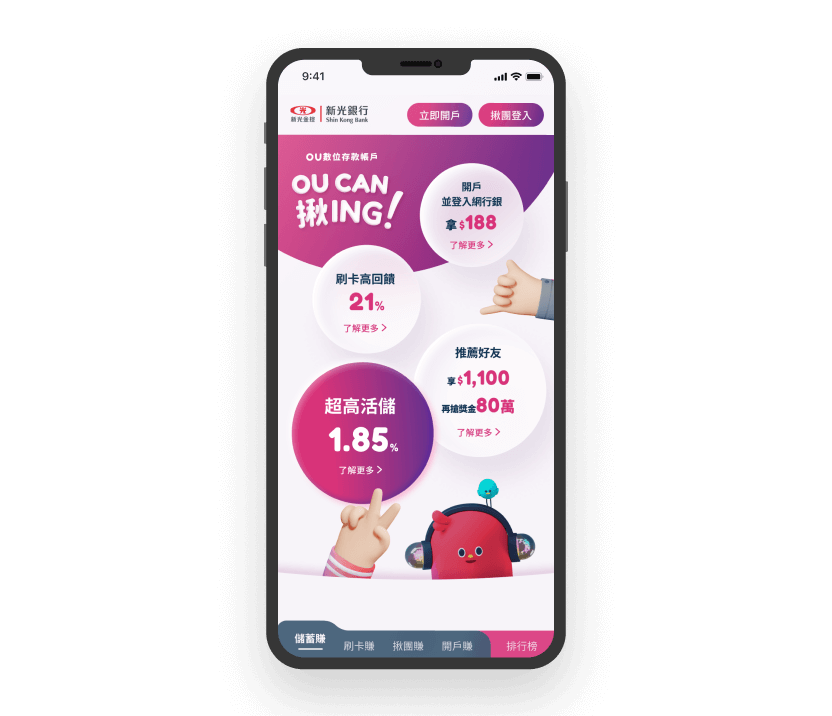 9:41
新光金控
新光銀行
Shin Kong Bank
立即開戶
揪團登入
OU數位存款帳戶
OU CAN
揪ING!
開戶
並登入網行銀
拿$188
了解更多 >
刷卡高回饋
21%
了解更多 >
推薦好友
享$1,100
再搶獎金80萬
了解更多 >
超高活儲
1.85%
了解更多 >
儲蓄賺
刷卡賺
揪團賺
開戶賺
排行榜